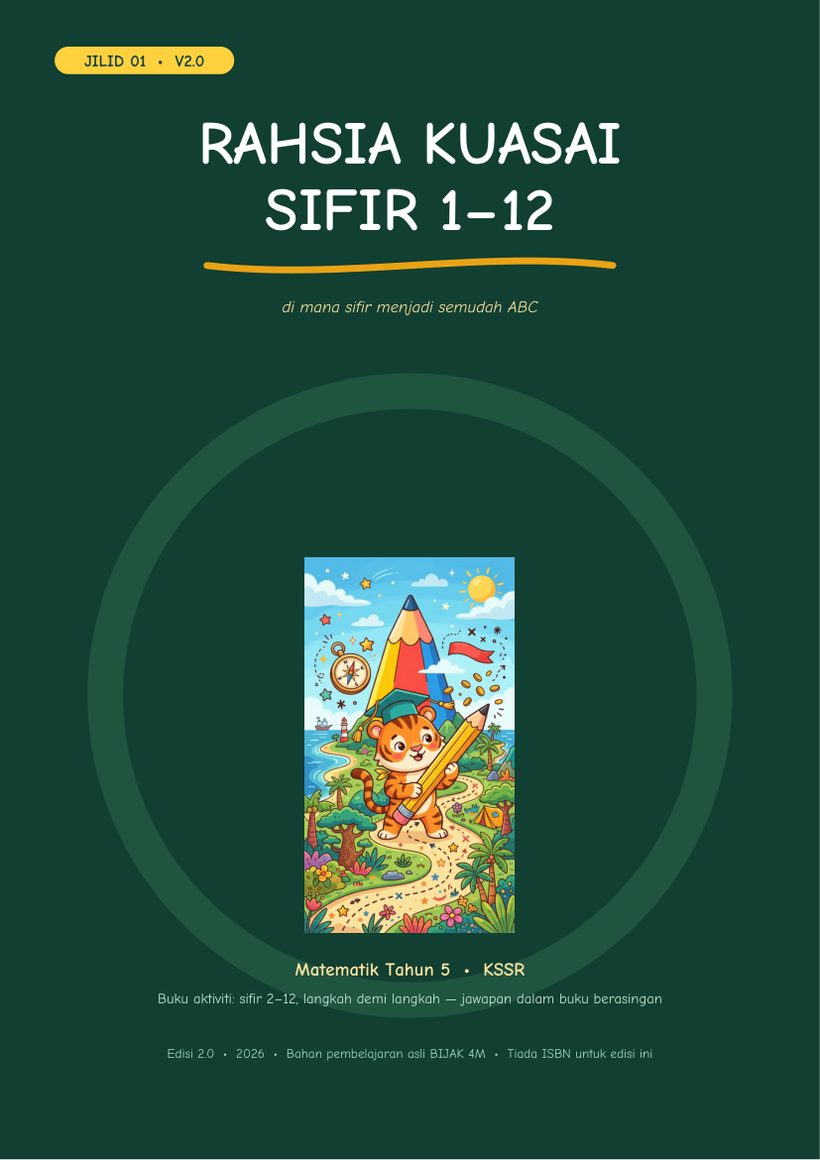 JILID 01 • V2.0
RAHSIA KUASAI
SIFIR 1–12
di mana sifir menjadi semudah ABC
Matematik Tahun 5 • KSSR
Buku aktiviti: sifir 2–12, langkah demi langkah — jawapan dalam buku berasingan
Edisi 2.0 • 2026 • Bahan pembelajaran asli BIJAK 4M • Tiada ISBN untuk edisi ini